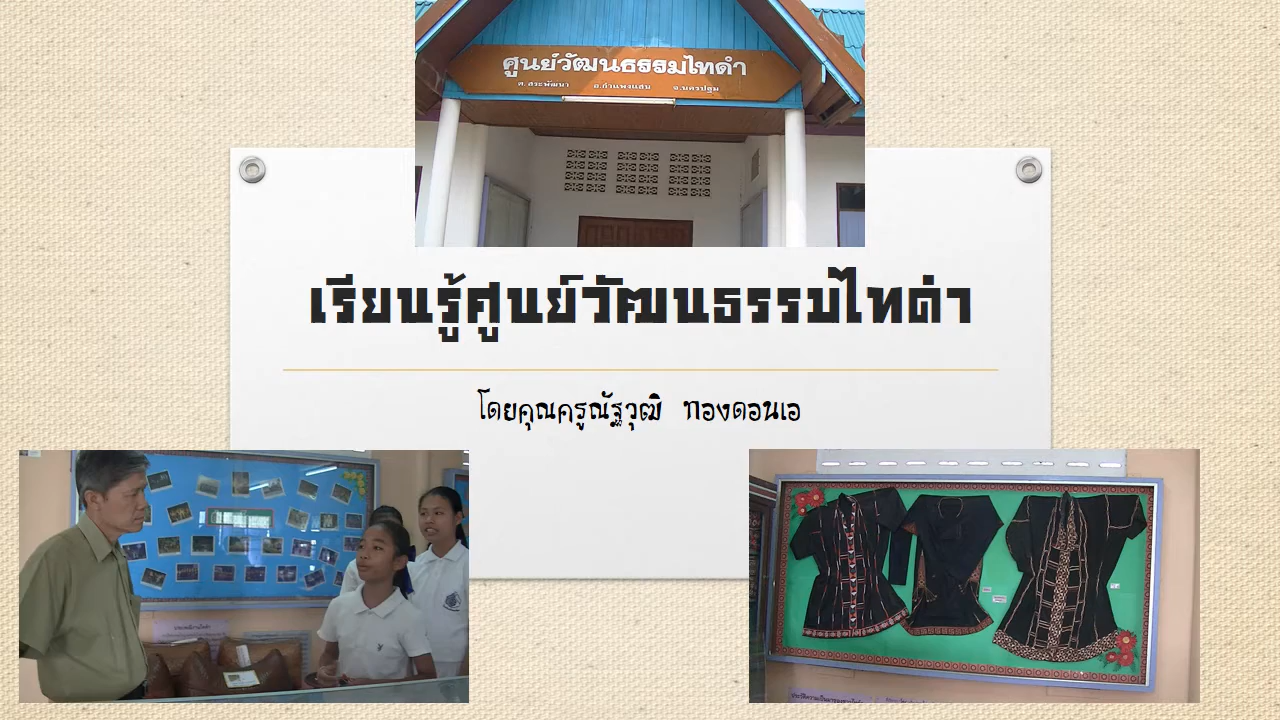 ศูนย์วัฒนธรรมไทดำ
ต.สระพัฒนา อ.กำแพงแสน จ.นครปฐม
เรียนรู้ศูนย์วัฒนธรรมไทดำ
โดยคุณครูณัฐวุฒิ ทองดอนเอ